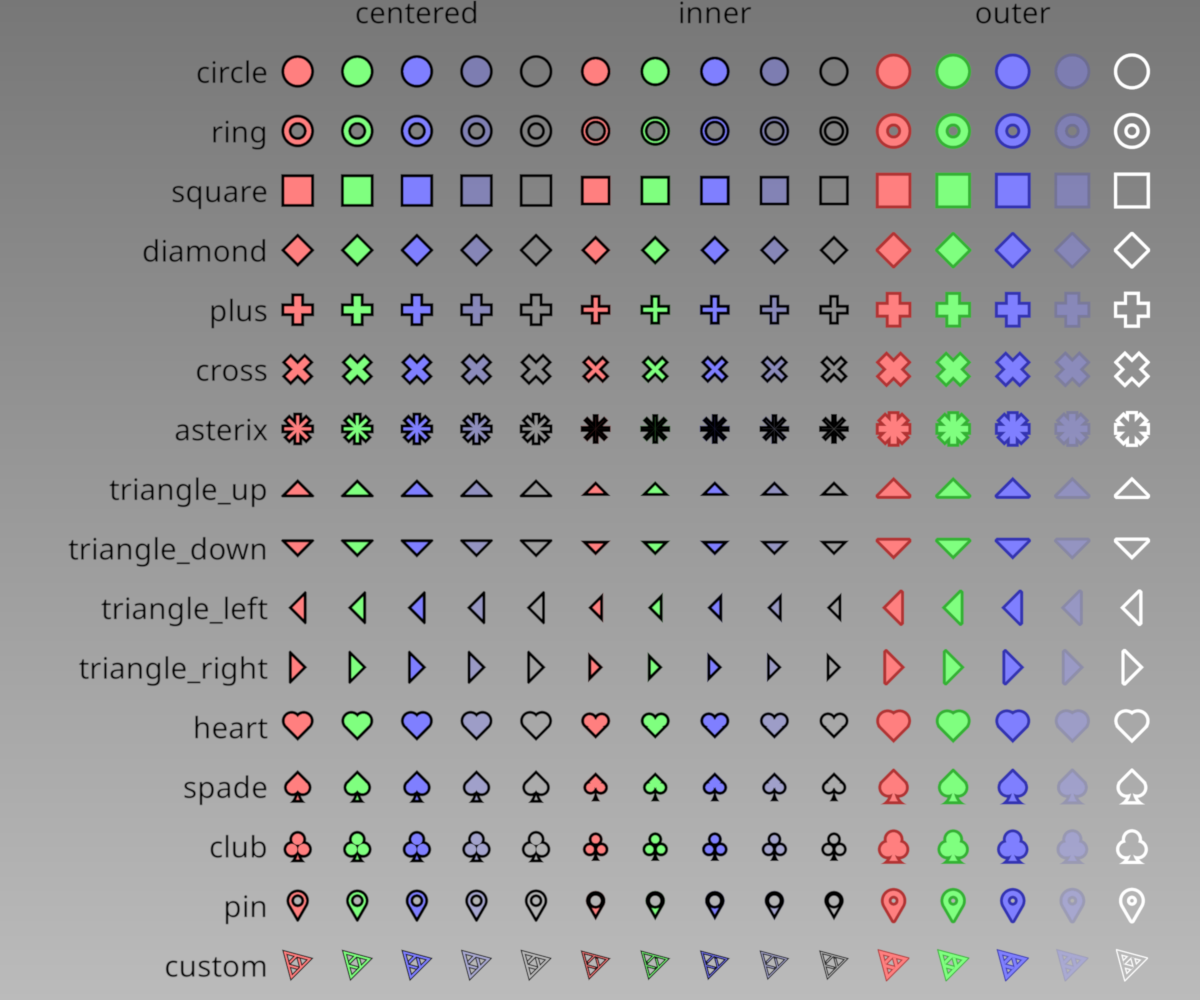 centered inner outer
circle
ring
square
diamond
plus
cross
asterix
triangle_up
triangle_down
triangle_left
triangle_right
heart
spade
club
pin
custom